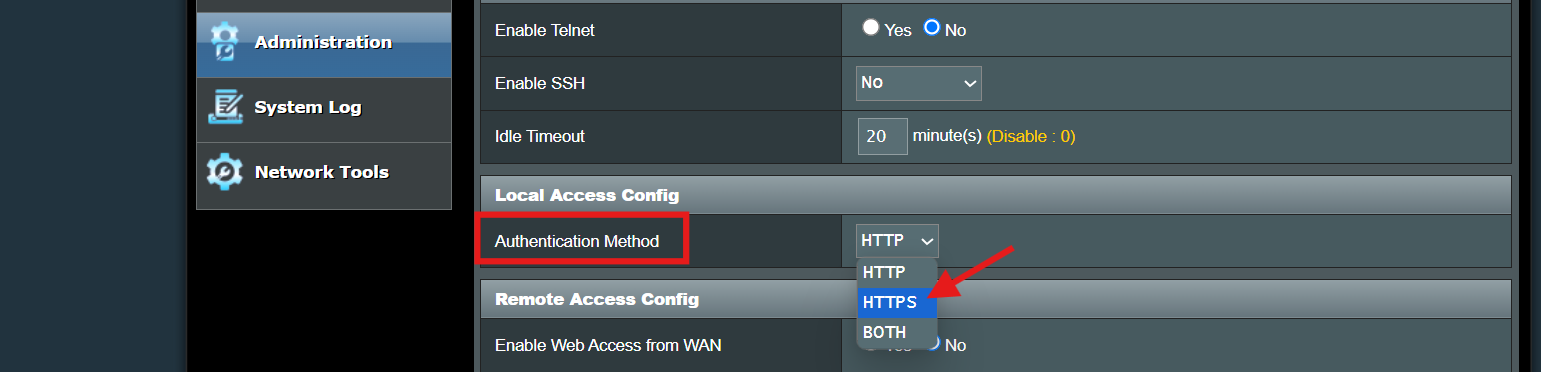 Administration
System Log
Network Tools
Enable Telnet Yes No
Enable SSH No
Idle Timeout 20 minute(s) (Disable : 0)
Local Access Config
Authentication Method HTTP
HTTP
HTTPS
BOTH
Remote Access Config
Enable Web Access from WAN No